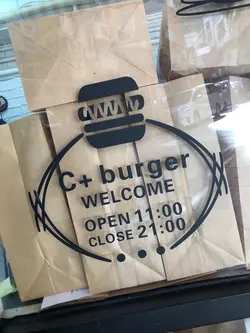 C+ burger
WELCOME
OPEN 11:00
CLOSE 21:00